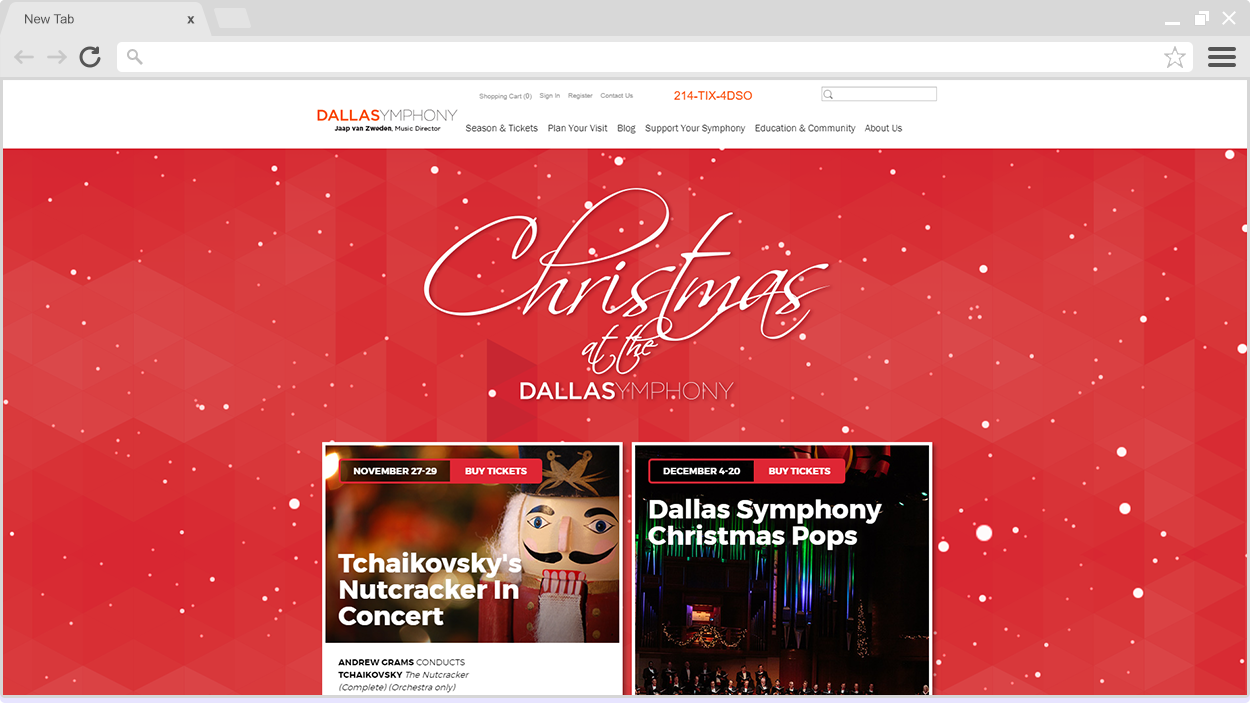 New Tab
x
Shopping Cart (0) Sign In Register Contact Us
214-TIX-4DSO
DALLASYMPHONY
Jaap van Zweden, Music Director
Season & Tickets Plan Your Visit Blog Support Your Symphony Education & Community About Us
Christmas
at the
DALLASYMPHONY
NOVEMBER 27-29 BUY TICKETS
Tchaikovsky's
Nutcracker In
Concert
ANDREW GRAMS CONDUCTS
TCHAIKOVSKY The Nutcracker
(Complete) (Orchestra only)
DECEMBER 4-20 BUY TICKETS
Dallas Symphony
Christmas Pops